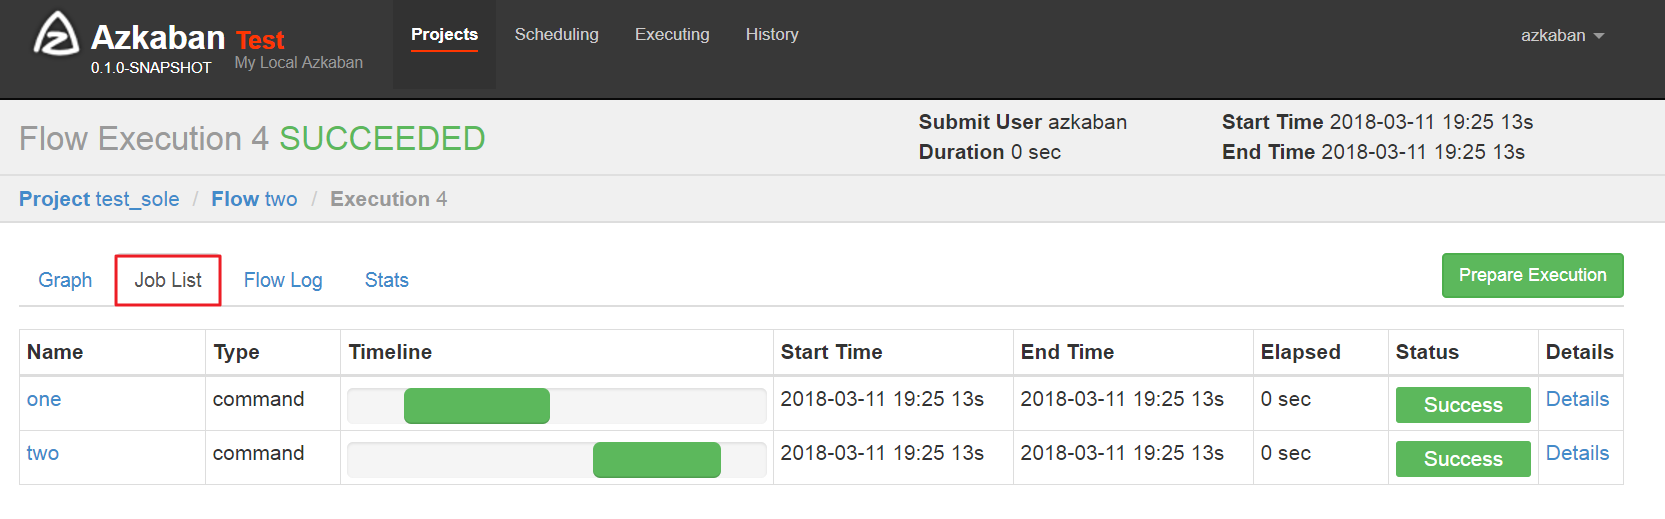 Azkaban Test
0.1.0-SNAPSHOT My Local Azkaban
Projects Scheduling Executing History azkaban
Flow Execution 4 SUCCEEDED
Submit User azkaban Start Time 2018-03-11 19:25 13s
Duration 0 sec End Time 2018-03-11 19:25 13s
Project test_sole / Flow two / Execution 4
Graph Job List Flow Log Stats Prepare Execution
Name Type Timeline Start Time End Time Elapsed Status Details
one command 2018-03-11 19:25 13s 2018-03-11 19:25 13s 0 sec Success Details
two command 2018-03-11 19:25 13s 2018-03-11 19:25 13s 0 sec Success Details